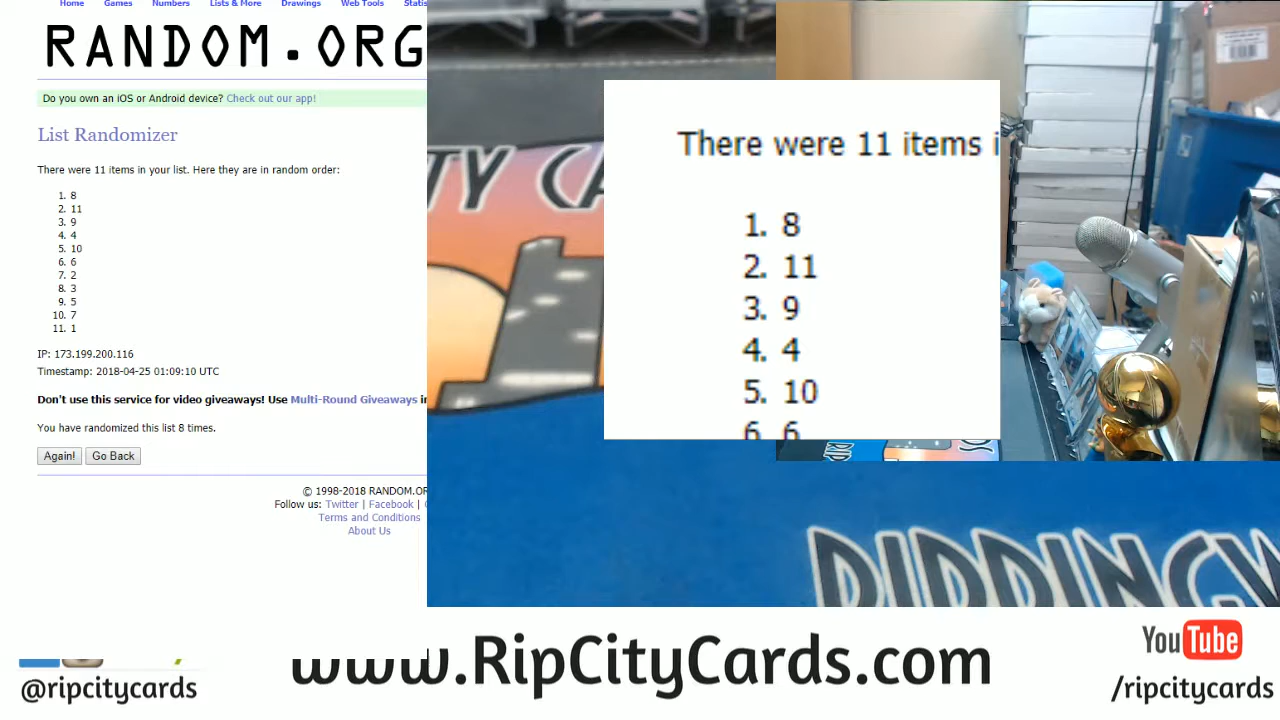 Home Games Numbers Lists & More Drawings Web Tools
RANDOM.ORG
Do you own an iOS or Android device? Check out our app!
List Randomizer
There were 11 items in your list. Here they are in random order:
1. 8
2. 11
3. 9
4. 4
5. 10
6. 6
7. 2
8. 3
9. 5
10. 7
11. 1
IP: 173.199.200.116
Timestamp: 2018-04-25 01:09:10 UTC
Don't use this service for video giveaways! Use Multi-Round Giveaways
You have randomized this list 8 times.
Again! Go Back
© 1998-2018 RANDOM.OR
Follow us: Twitter | Facebook |
Terms and Conditions
About Us
There were 11 items i
1. 8
2. 11
3. 9
4. 4
5. 10
6. 6
TY CA
www.RipCityCards.com
@ripcitycards
YouTube
/ripcitycards